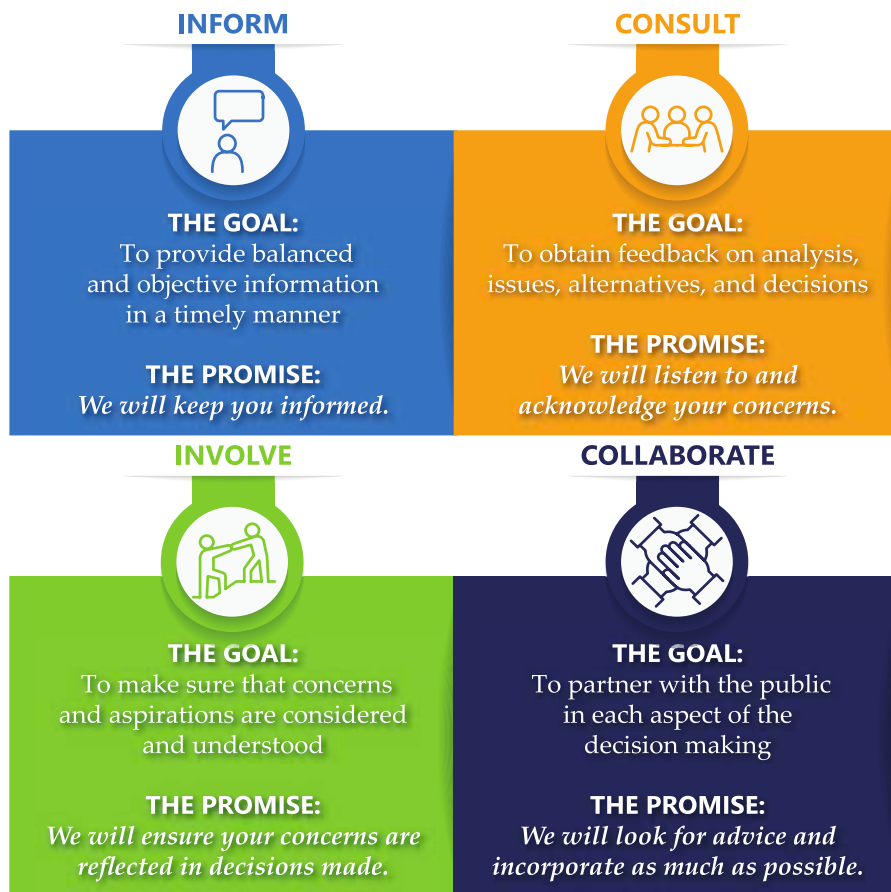 INFORM
THE GOAL:
To provide balanced
and objective information
in a timely manner
THE PROMISE:
We will keep you informed.
CONSULT
THE GOAL:
To obtain feedback on analysis,
issues, alternatives, and decisions
THE PROMISE:
We will listen to and
acknowledge your concerns.
INVOLVE
THE GOAL:
To make sure that concerns
and aspirations are considered
and understood
THE PROMISE:
We will ensure your concerns are
reflected in decisions made.
COLLABORATE
THE GOAL:
To partner with the public
in each aspect of the
decision making
THE PROMISE:
We will look for advice and
incorporate as much as possible.